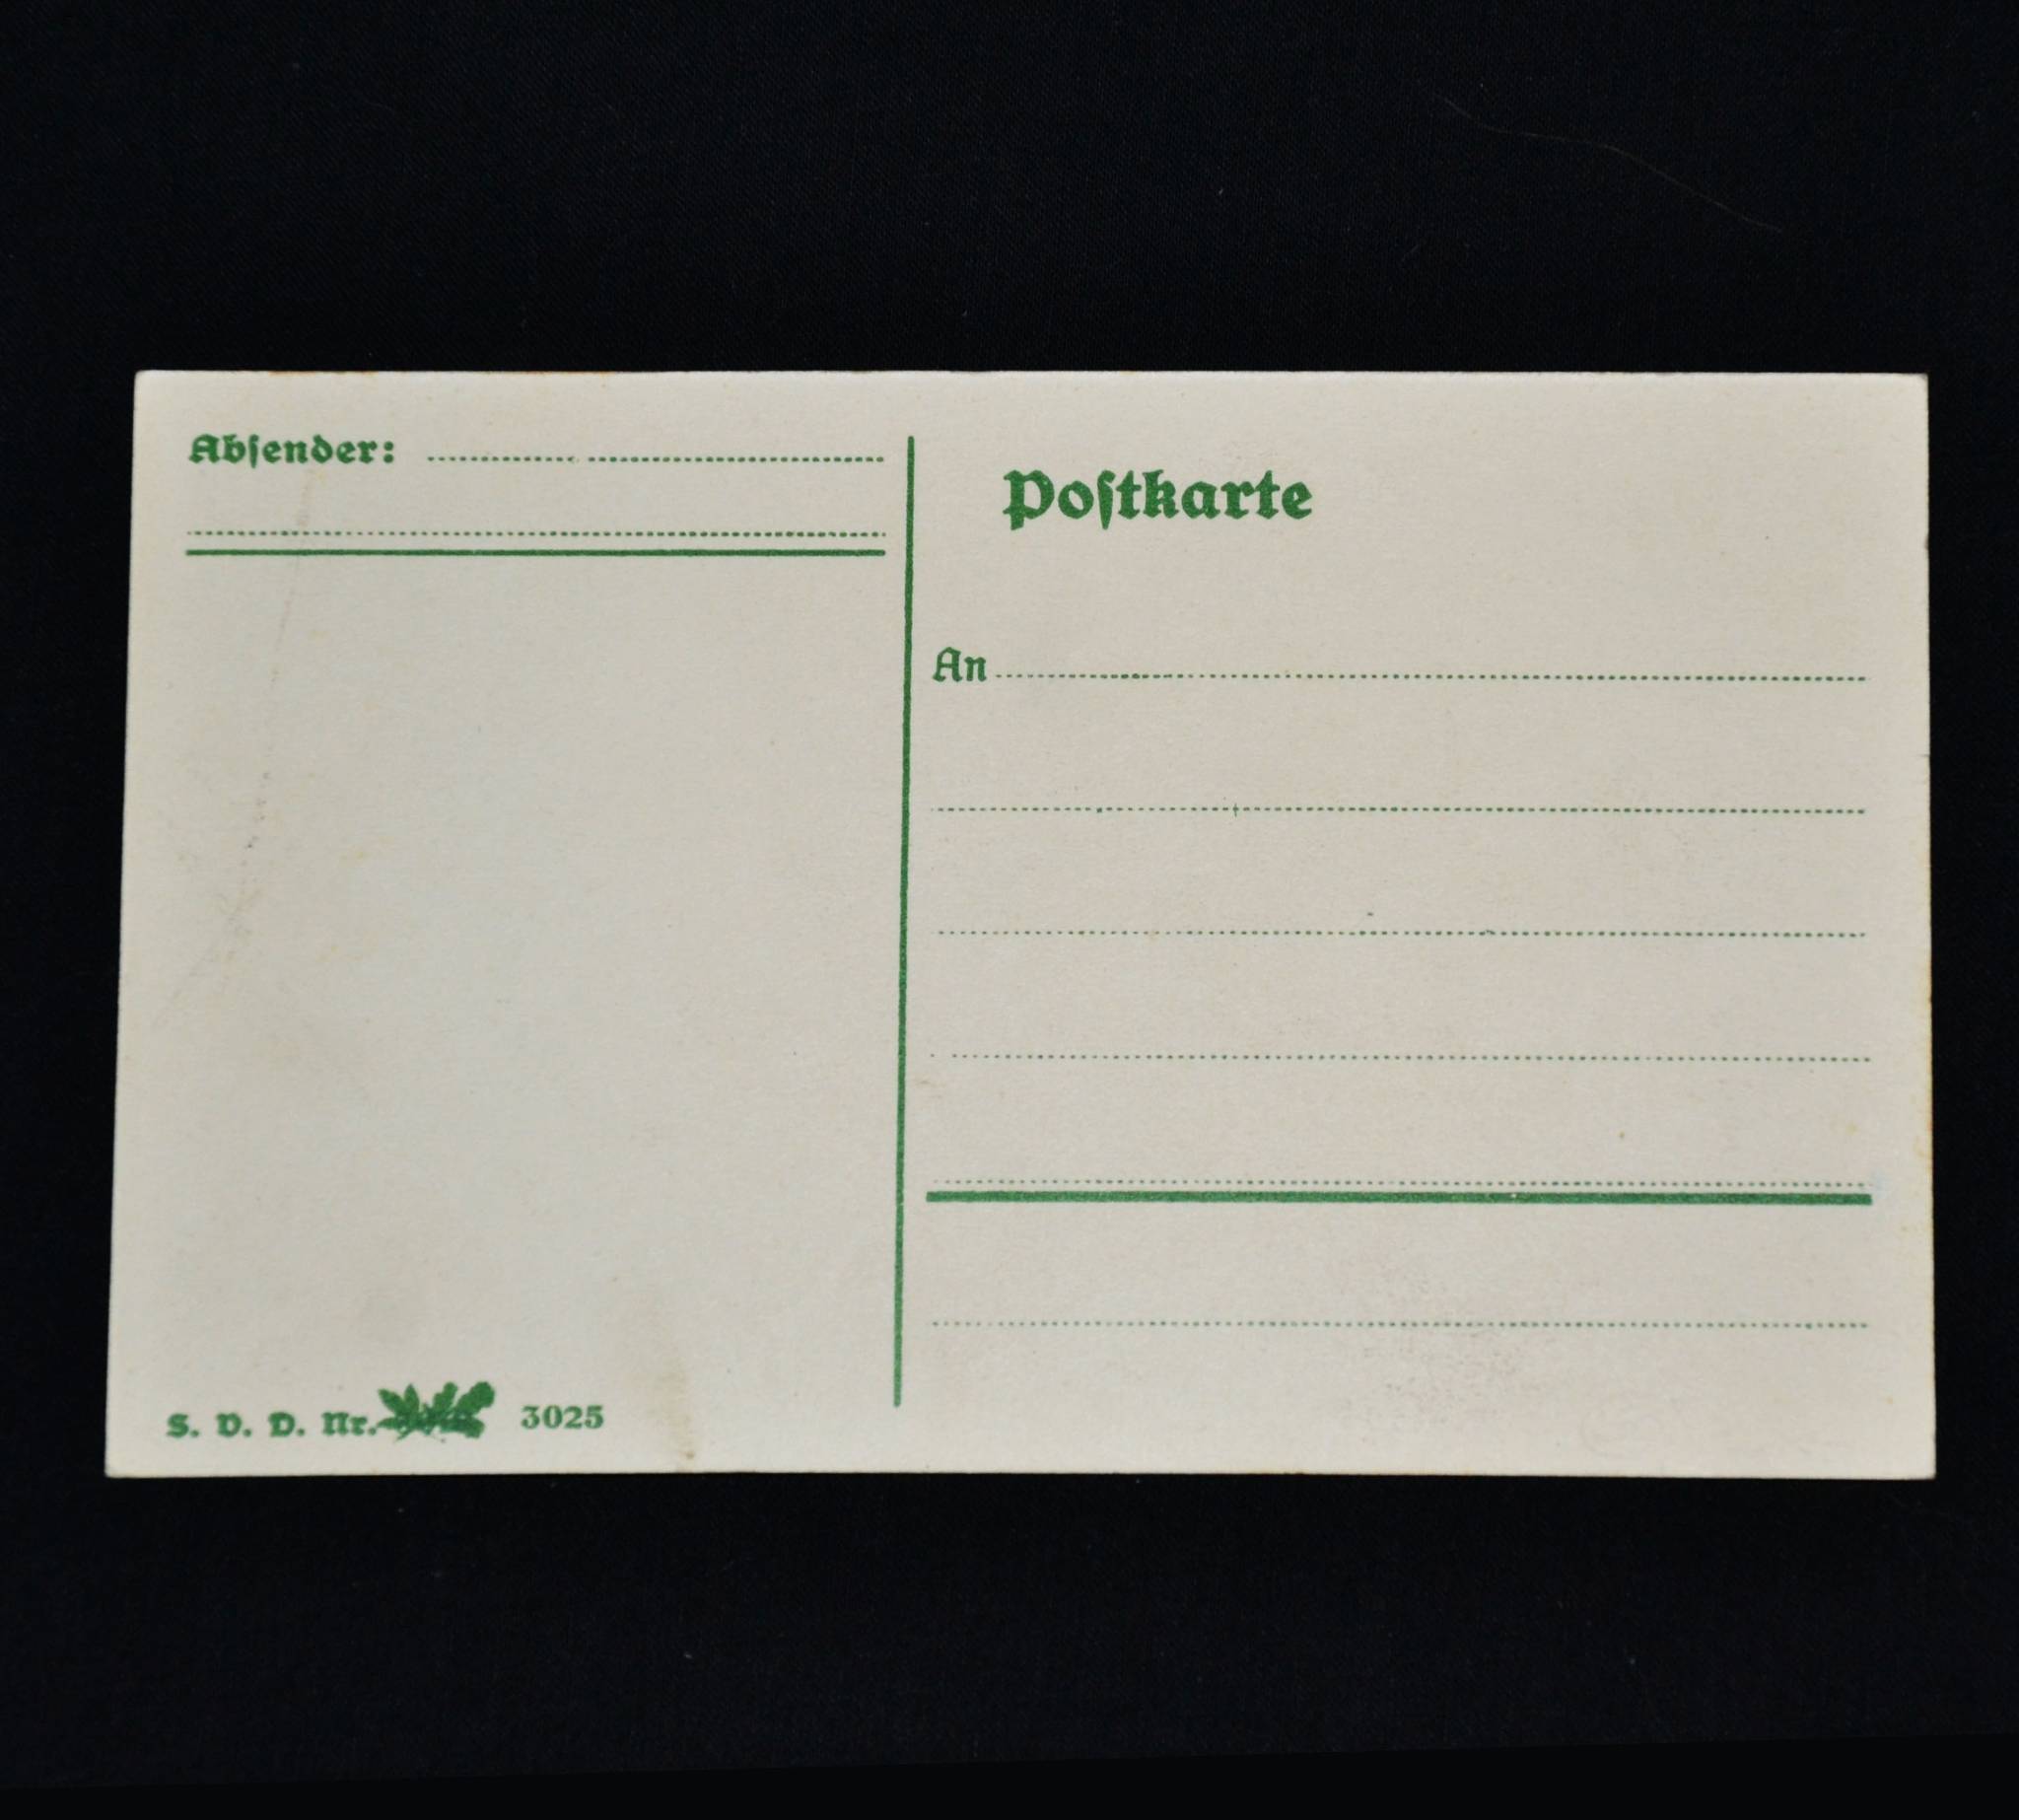 Abſender:
Poſtkarte
An
S. V. D. Nr. 3025